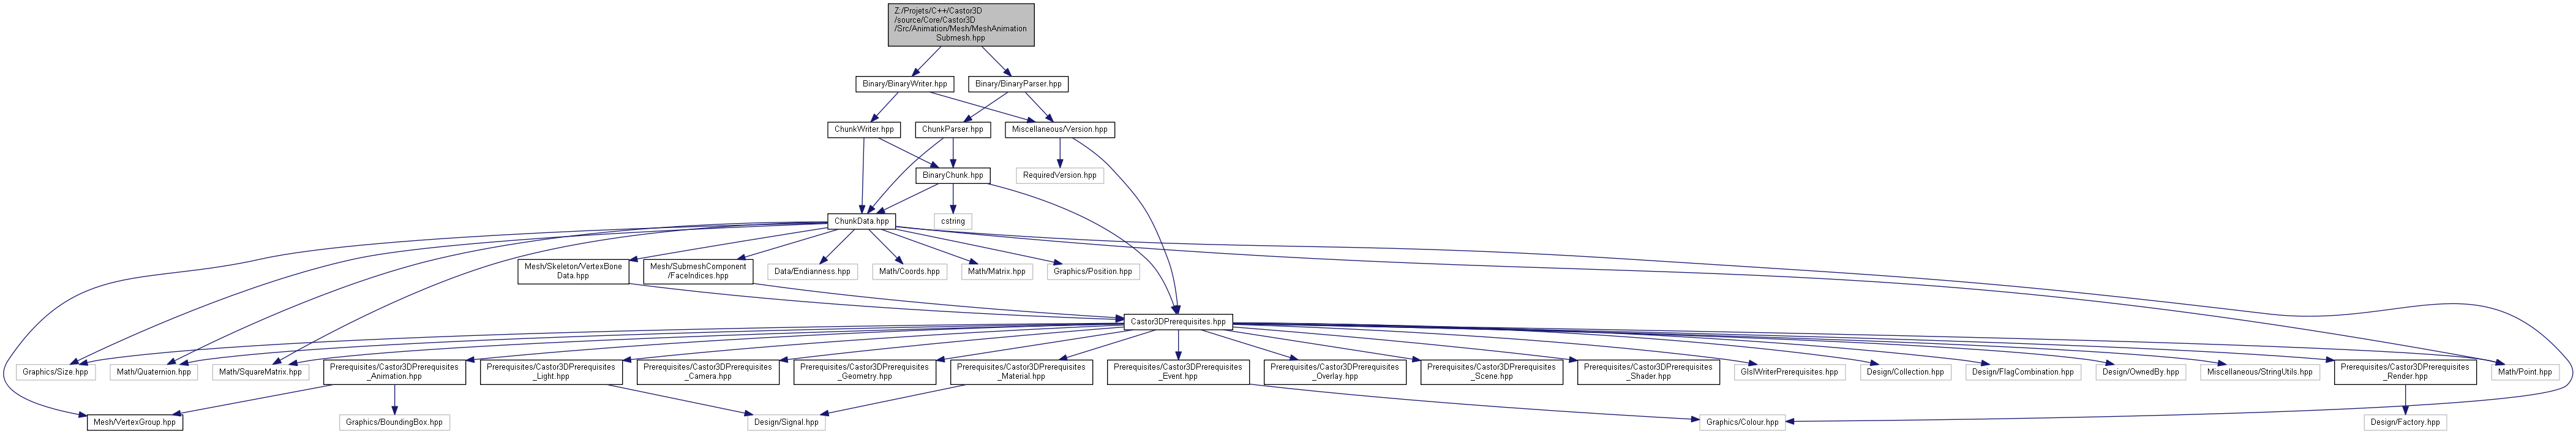 Z:/Projets/C++/Castor3D
/source/Core/Castor3D
/Src/Animation/Mesh/MeshAnimation
Submesh.hpp
Binary/BinaryWriter.hpp
Binary/BinaryParser.hpp
ChunkWriter.hpp
ChunkParser.hpp
Miscellaneous/Version.hpp
BinaryChunk.hpp
RequiredVersion.hpp
ChunkData.hpp
cstring
Mesh/Skeleton/VertexBone
Data.hpp
Mesh/SubmeshComponent
/FaceIndices.hpp
Data/Endianness.hpp
Math/Coords.hpp
Math/Matrix.hpp
Graphics/Position.hpp
Castor3DPrerequisites.hpp
Graphics/Size.hpp
Math/Quaternion.hpp
Math/SquareMatrix.hpp
Prerequisites/Castor3DPrerequisites
_Animation.hpp
Prerequisites/Castor3DPrerequisites
_Light.hpp
Prerequisites/Castor3DPrerequisites
_Camera.hpp
Prerequisites/Castor3DPrerequisites
_Geometry.hpp
Prerequisites/Castor3DPrerequisites
_Material.hpp
Prerequisites/Castor3DPrerequisites
_Event.hpp
Prerequisites/Castor3DPrerequisites
_Overlay.hpp
Prerequisites/Castor3DPrerequisites
_Scene.hpp
Prerequisites/Castor3DPrerequisites
_Shader.hpp
GlslWriterPrerequisites.hpp
Design/Collection.hpp
Design/FlagCombination.hpp
Design/OwnedBy.hpp
Miscellaneous/StringUtils.hpp
Prerequisites/Castor3DPrerequisites
_Render.hpp
Math/Point.hpp
Mesh/VertexGroup.hpp
Graphics/BoundingBox.hpp
Design/Signal.hpp
Graphics/Colour.hpp
Design/Factory.hpp